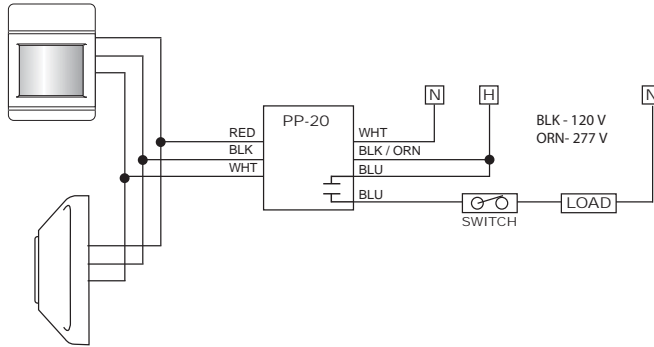 N
H
N
BLK - 120 V
ORN- 277 V
PP-20
RED
WHT
BLK
BLK / ORN
WHT
BLU
BLU
SWITCH
LOAD